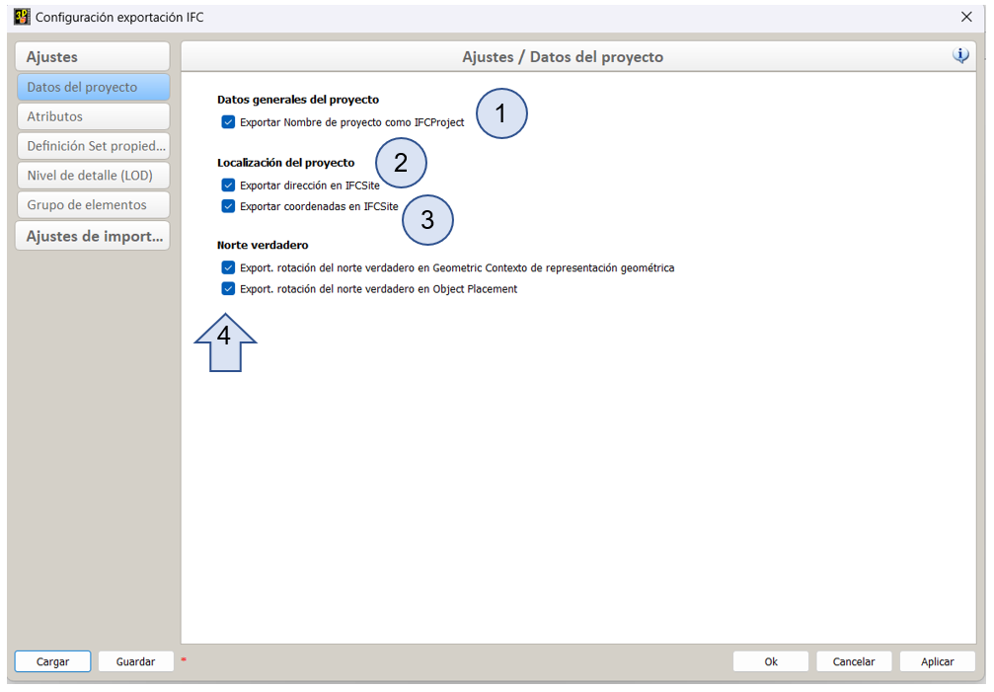 Configuración exportación IFC
Ajustes
Datos del proyecto
Atributos
Definición Set propied...
Nivel de detalle (LOD)
Grupo de elementos
Ajustes de import...
Ajustes / Datos del proyecto
Datos generales del proyecto
1
Exportar Nombre de proyecto como IFCProject
Localización del proyecto
2
Exportar dirección en IFCSite
Exportar coordenadas en IFCSite
3
Norte verdadero
Export. rotación del norte verdadero en Geometric Contexto de representación geométrica
Export. rotación del norte verdadero en Object Placement
4
Cargar
Guardar
*
Ok
Cancelar
Aplicar